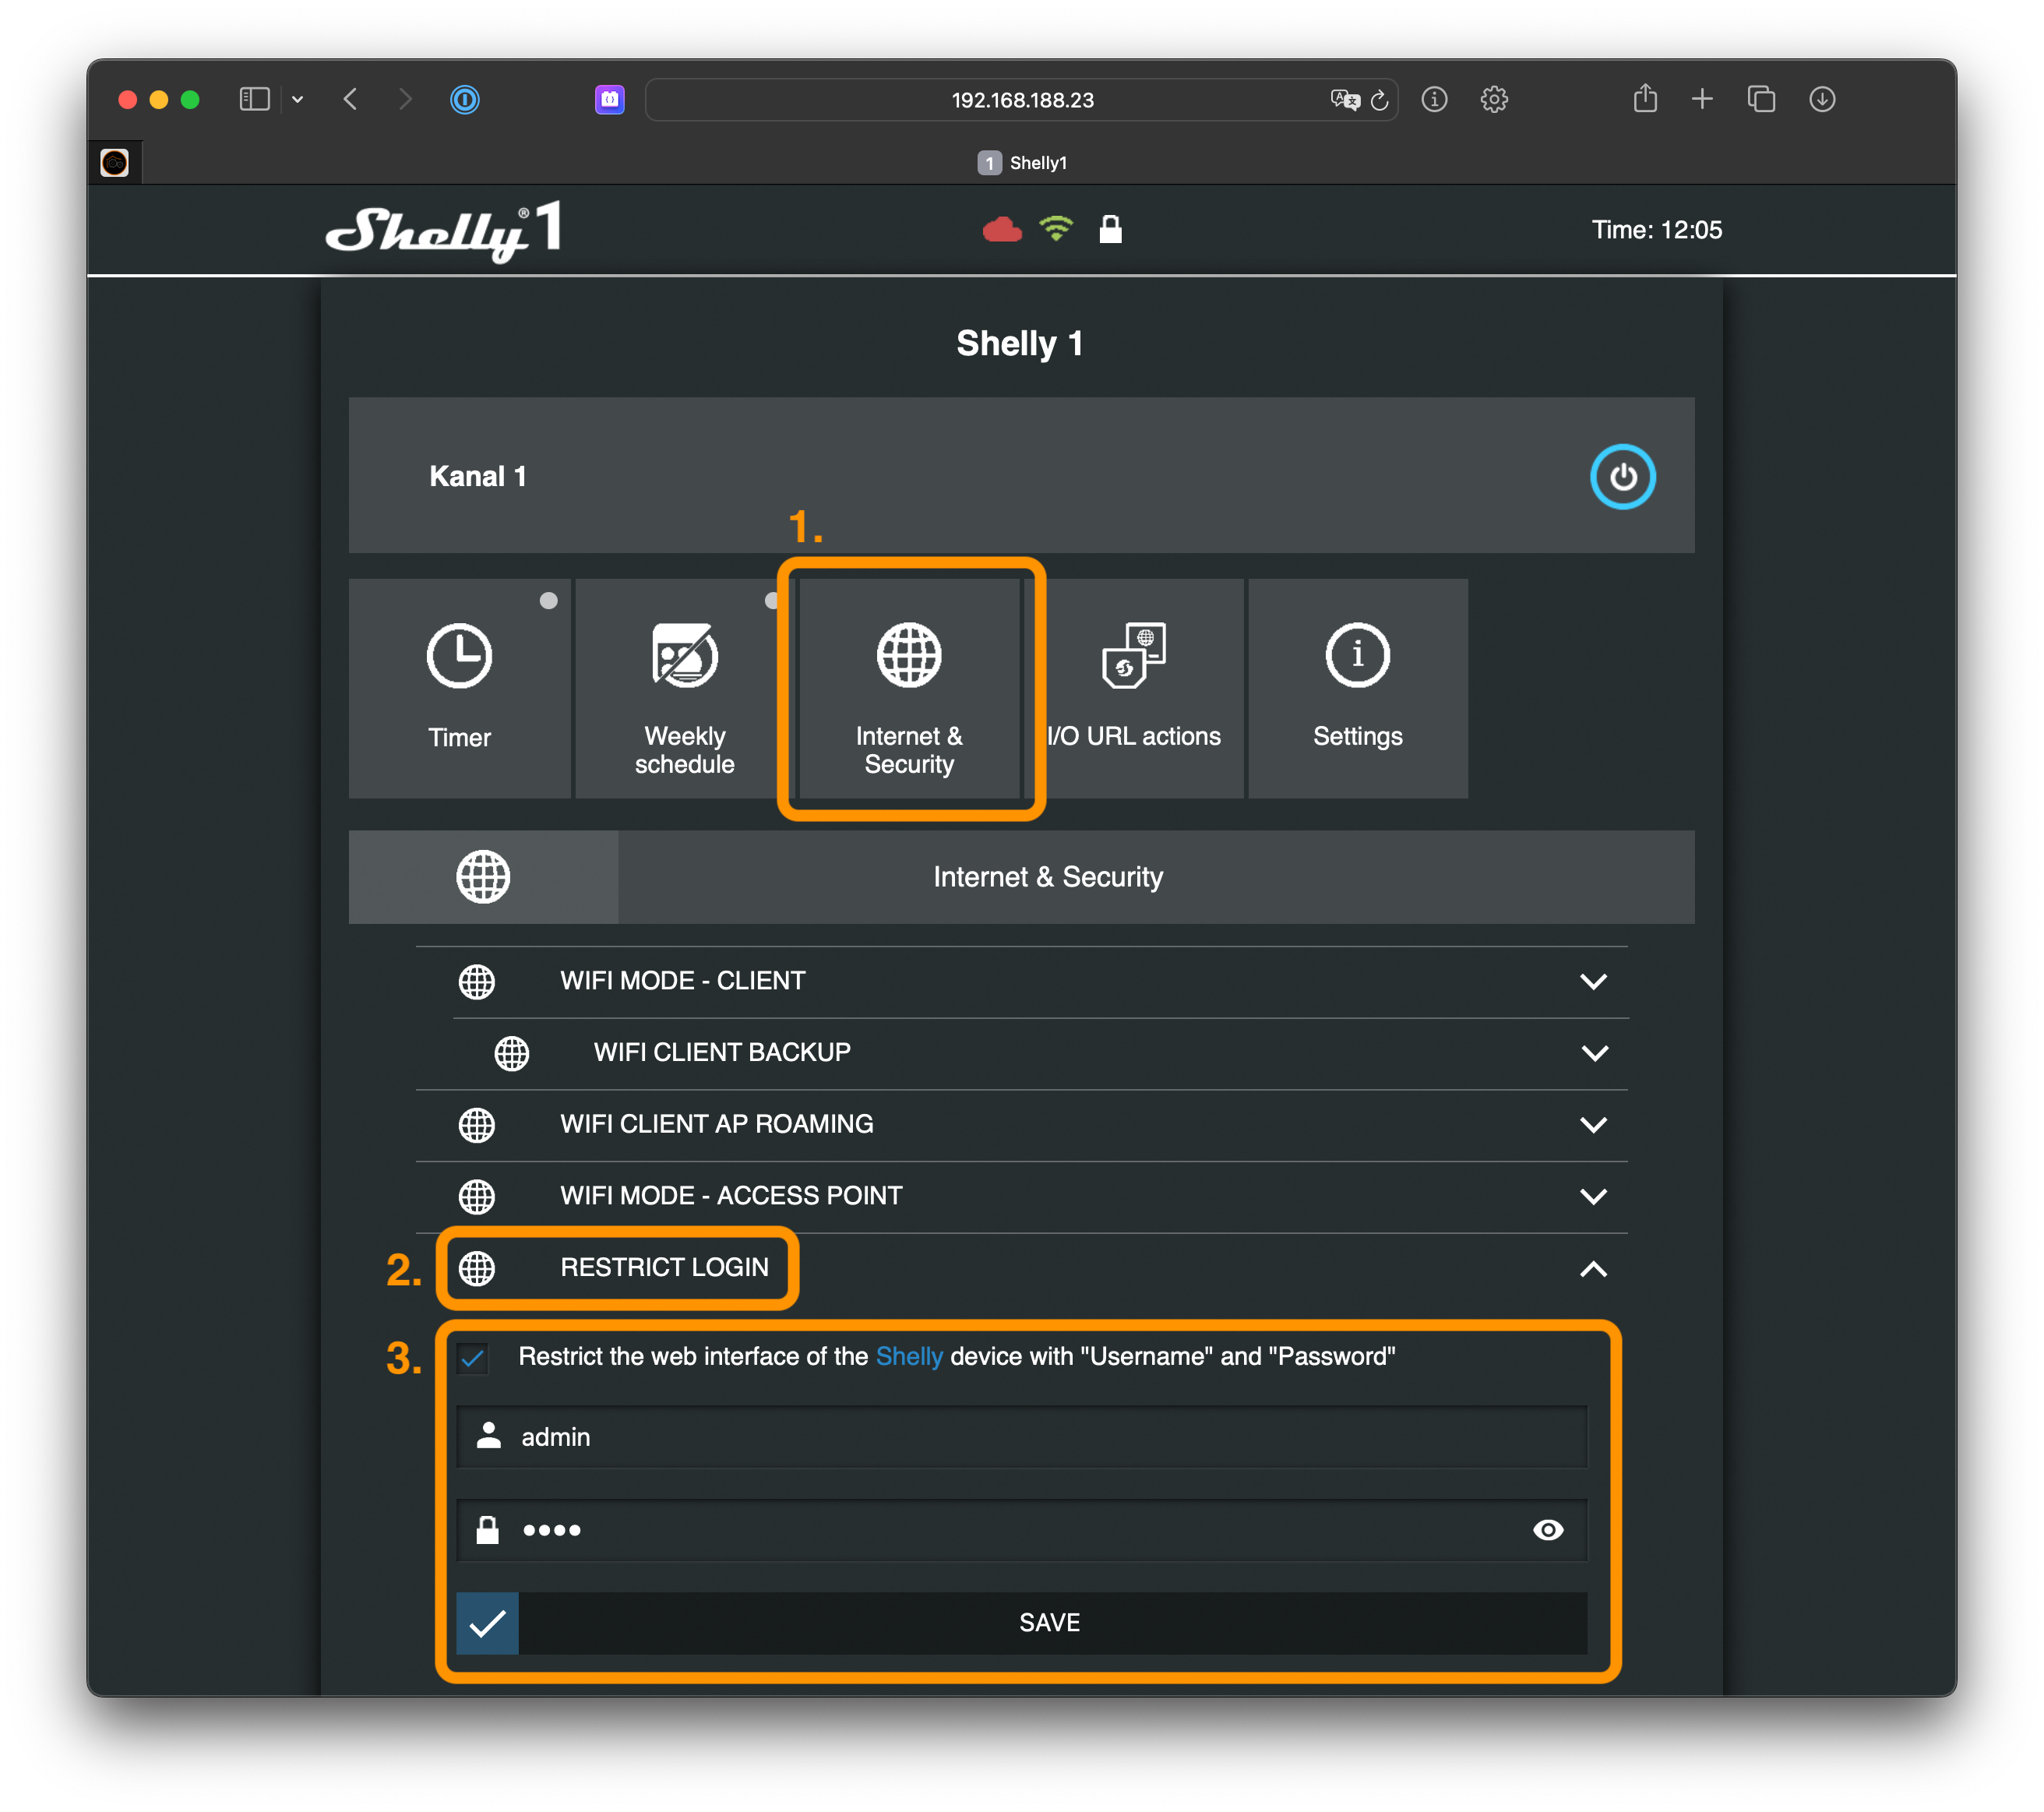 192.168.188.23
1 Shelly1
Shelly®1
Time: 12:05
Shelly 1
Kanal 1
1.
Timer
Weekly
schedule
Internet &
Security
I/O URL actions
Settings
Internet & Security
WIFI MODE - CLIENT
WIFI CLIENT BACKUP
WIFI CLIENT AP ROAMING
WIFI MODE - ACCESS POINT
2. RESTRICT LOGIN
3. Restrict the web interface of the Shelly device with "Username" and "Password"
admin
••••
SAVE